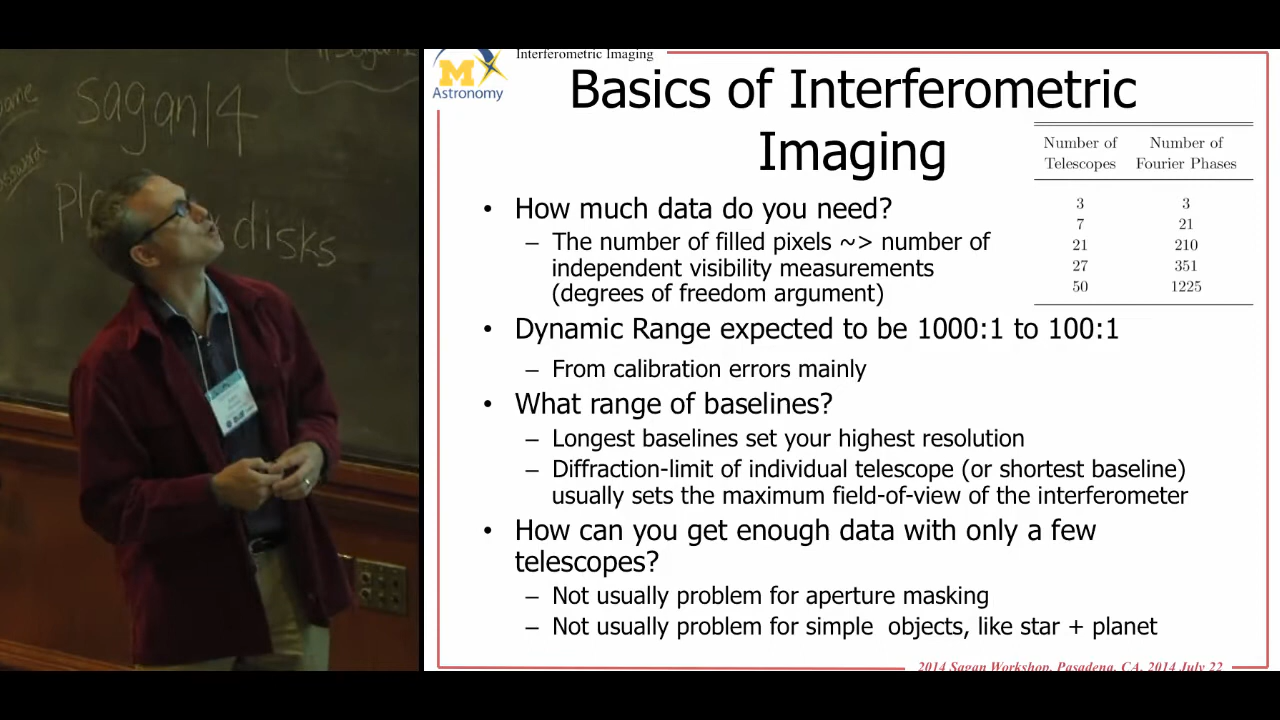 sagan14
disks
Interferometric Imaging
M
Astronomy
Basics of Interferometric
Imaging
Number of Number of
Telescopes Fourier Phases
3 3
7 21
21 210
27 351
50 1225
• How much data do you need?
– The number of filled pixels ~> number of
independent visibility measurements
(degrees of freedom argument)
• Dynamic Range expected to be 1000:1 to 100:1
– From calibration errors mainly
• What range of baselines?
– Longest baselines set your highest resolution
– Diffraction-limit of individual telescope (or shortest baseline)
usually sets the maximum field-of-view of the interferometer
• How can you get enough data with only a few
telescopes?
– Not usually problem for aperture masking
– Not usually problem for simple objects, like star + planet
2014 Sagan Workshop, Pasadena, CA, 2014 July 22